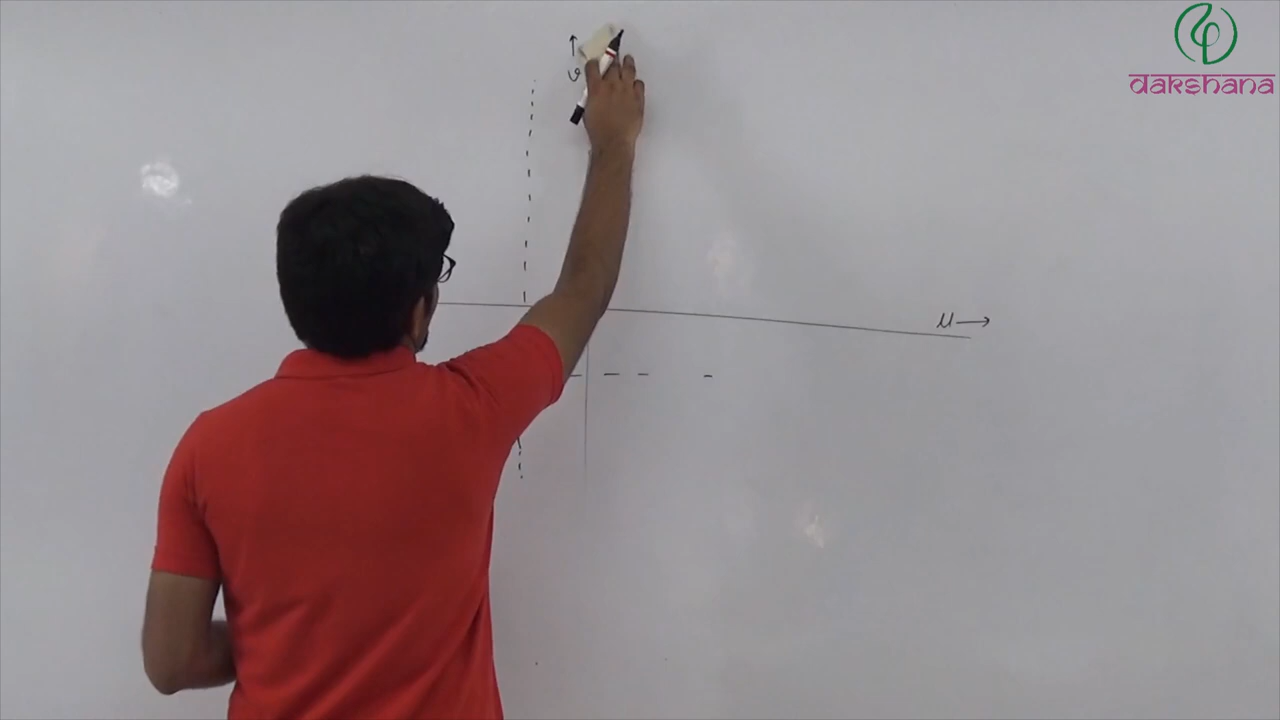 dakshana
↑
v
u →